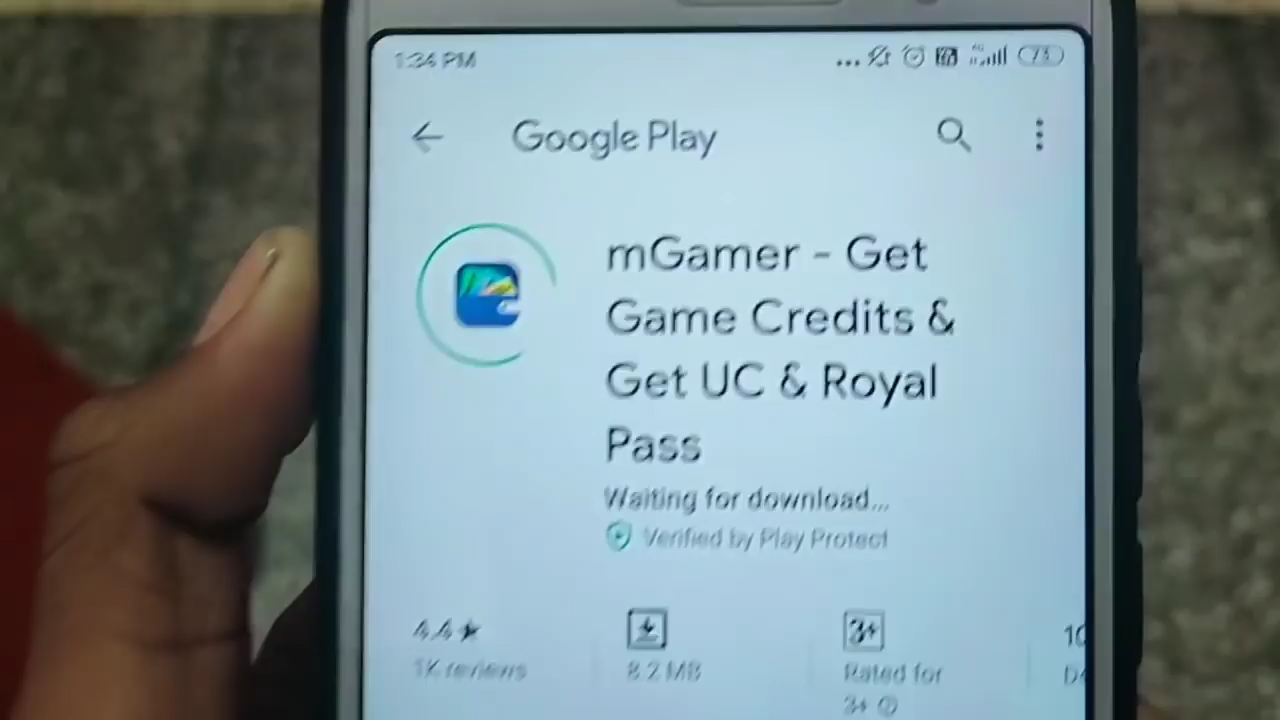 1:34 PM
Google Play
mGamer - Get
Game Credits &
Get UC & Royal
Pass
Waiting for download...
Verified by Play Protect
4.4★
3+
1K reviews
8.2 MB
Rated for
3+